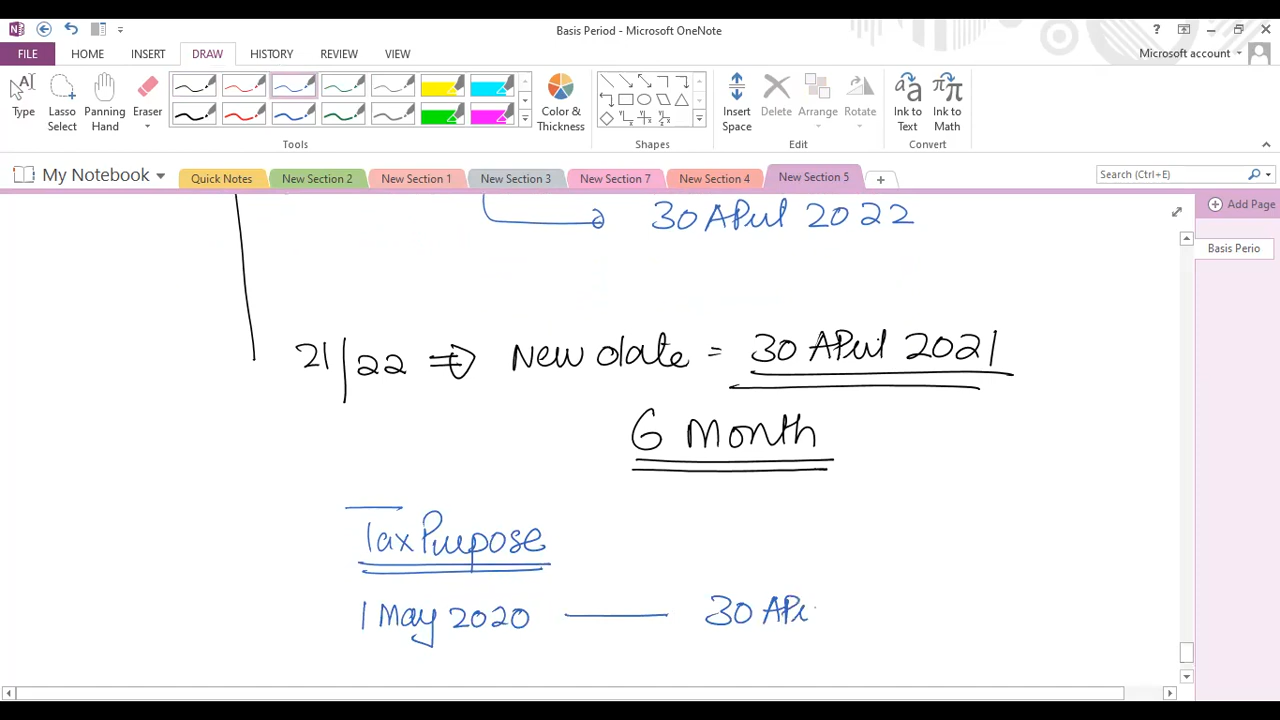 Basis Period - Microsoft OneNote
?
FILE HOME INSERT DRAW HISTORY REVIEW VIEW
Microsoft account
Type
Lasso Select
Panning Hand
Eraser
Color & Thickness
Insert Space
Delete
Arrange
Rotate
Ink to Text
Ink to Math
Tools
Shapes
Edit
Convert
My Notebook
Quick Notes
New Section 2
New Section 1
New Section 3
New Section 7
New Section 4
New Section 5
Search (Ctrl+E)
Add Page
Basis Perio
30 APril 2022
21/22 ⇒ New date = 30 APril 2021
6 Month
Tax Purpose
1 May 2020 — 30 APr